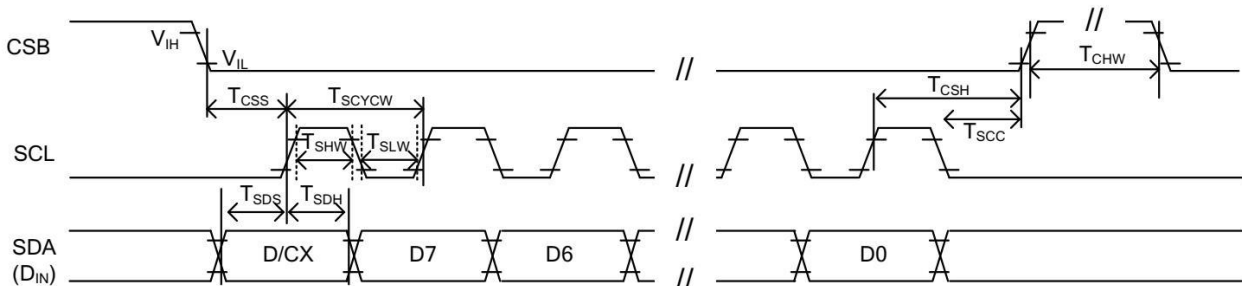 CSB
V_IH
V_IL
//
//
T_CHW
T_CSS
T_SCYCW
T_CSH
T_SCC
SCL
T_SHW
T_SLW
//
T_SDS
T_SDH
SDA
(D_IN)
D/CX
D7
D6
//
//
D0